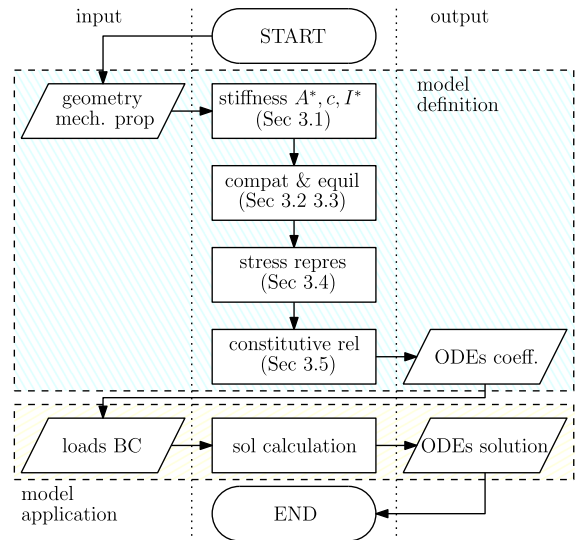 input
output
START
model
definition
geometry
mech. prop
stiffness A*, c, I*
(Sec 3.1)
compat & equil
(Sec 3.2 3.3)
stress repres
(Sec 3.4)
constitutive rel
(Sec 3.5)
ODEs coeff.
loads BC
sol calculation
ODEs solution
model
application
END